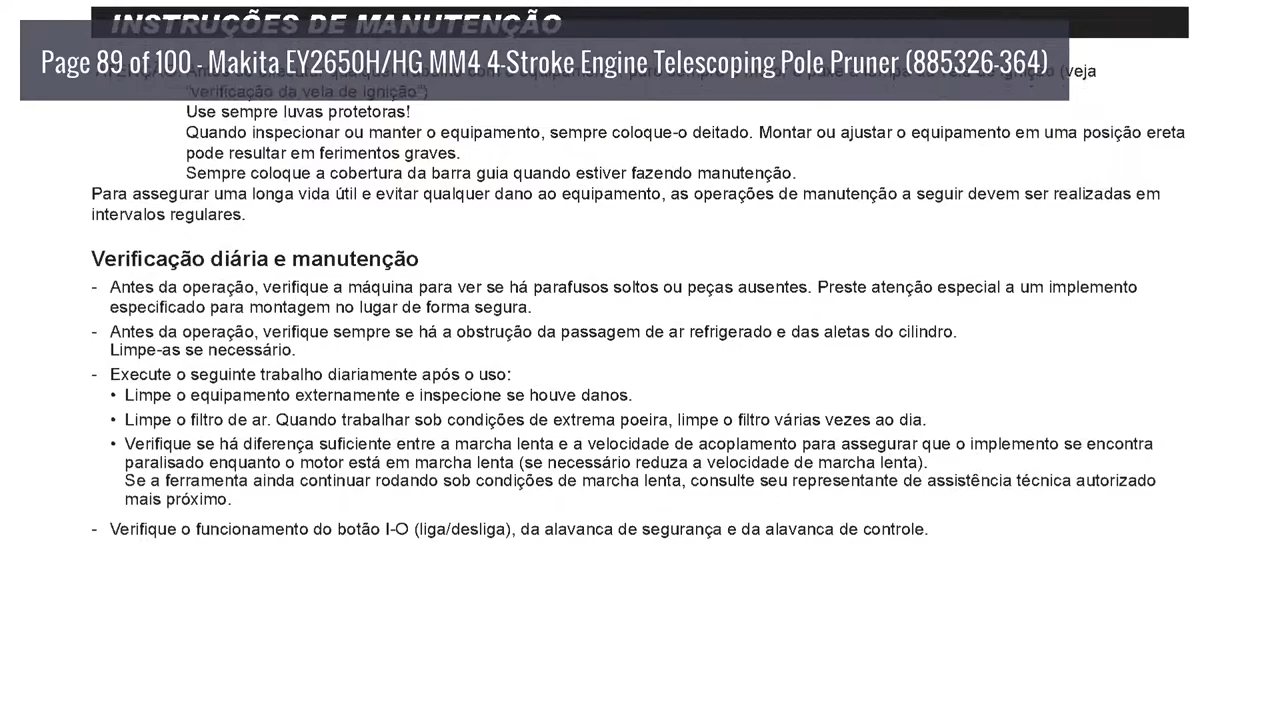 INSTRUÇÕES DE MANUTENÇÃO
Page 89 of 100 - Makita EY2650H/HG MM4 4-Stroke Engine Telescoping Pole Pruner (885326-364)
(veja
“verificação da vela de ignição”)
Use sempre luvas protetoras!
Quando inspecionar ou manter o equipamento, sempre coloque-o deitado. Montar ou ajustar o equipamento em uma posição ereta
pode resultar em ferimentos graves.
Sempre coloque a cobertura da barra guia quando estiver fazendo manutenção.
Para assegurar uma longa vida útil e evitar qualquer dano ao equipamento, as operações de manutenção a seguir devem ser realizadas em
intervalos regulares.
Verificação diária e manutenção
- Antes da operação, verifique a máquina para ver se há parafusos soltos ou peças ausentes. Preste atenção especial a um implemento
especificado para montagem no lugar de forma segura.
- Antes da operação, verifique sempre se há a obstrução da passagem de ar refrigerado e das aletas do cilindro.
Limpe-as se necessário.
- Execute o seguinte trabalho diariamente após o uso:
• Limpe o equipamento externamente e inspecione se houve danos.
• Limpe o filtro de ar. Quando trabalhar sob condições de extrema poeira, limpe o filtro várias vezes ao dia.
• Verifique se há diferença suficiente entre a marcha lenta e a velocidade de acoplamento para assegurar que o implemento se encontra
paralisado enquanto o motor está em marcha lenta (se necessário reduza a velocidade de marcha lenta).
Se a ferramenta ainda continuar rodando sob condições de marcha lenta, consulte seu representante de assistência técnica autorizado
mais próximo.
- Verifique o funcionamento do botão I-O (liga/desliga), da alavanca de segurança e da alavanca de controle.